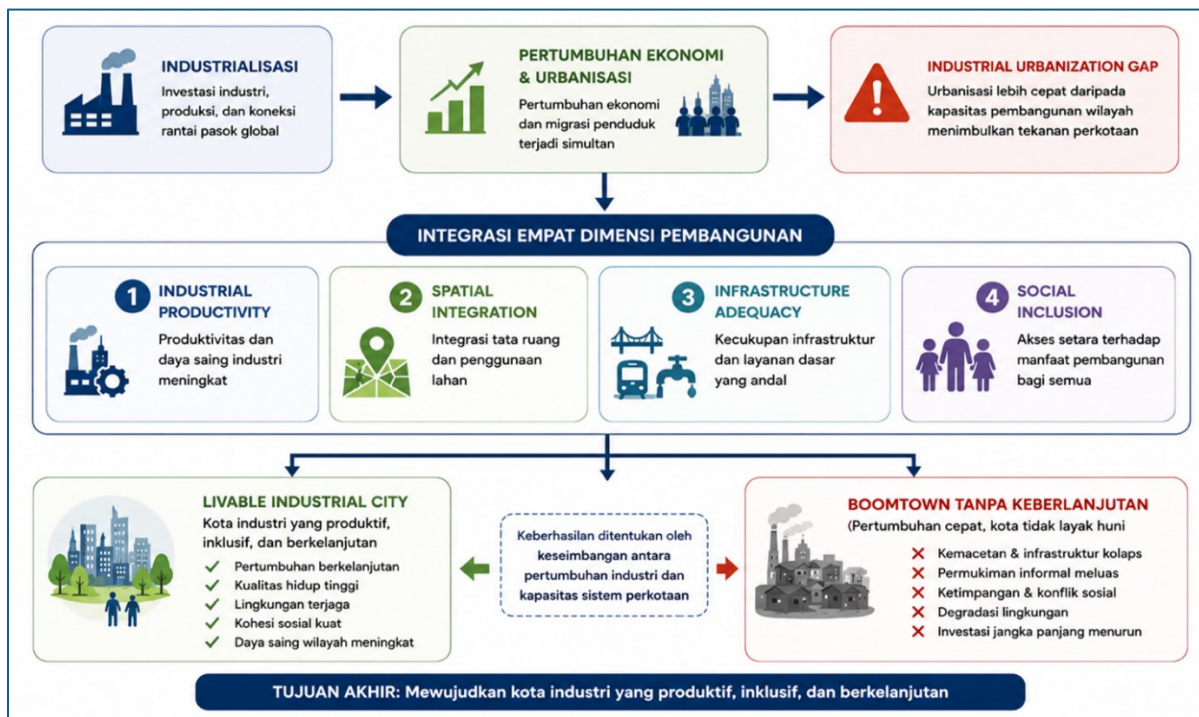 INDUSTRIALISASI
Investasi industri,
produksi, dan koneksi
rantai pasok global
PERTUMBUHAN EKONOMI
& URBANISASI
Pertumbuhan ekonomi
dan migrasi penduduk
terjadi simultan
INDUSTRIAL URBANIZATION GAP
Urbanisasi lebih cepat daripada
kapasitas pembangunan wilayah
menimbulkan tekanan perkotaan
INTEGRASI EMPAT DIMENSI PEMBANGUNAN
1 INDUSTRIAL
PRODUCTIVITY
Produktivitas dan
daya saing industri
meningkat
2 SPATIAL
INTEGRATION
Integrasi tata ruang
dan penggunaan
lahan
3 INFRASTRUCTURE
ADEQUACY
Kecukupan infrastruktur
dan layanan dasar
yang andal
4 SOCIAL
INCLUSION
Akses setara terhadap
manfaat pembangunan
bagi semua
LIVABLE INDUSTRIAL CITY
Kota industri yang produktif,
inklusif, dan berkelanjutan
✓ Pertumbuhan berkelanjutan
✓ Kualitas hidup tinggi
✓ Lingkungan terjaga
✓ Kohesi sosial kuat
✓ Daya saing wilayah meningkat
Keberhasilan ditentukan oleh
keseimbangan antara
pertumbuhan industri dan
kapasitas sistem perkotaan
BOOMTOWN TANPA KEBERLANJUTAN
(Pertumbuhan cepat, kota tidak layak huni
✕ Kemacetan & infrastruktur kolaps
✕ Permukiman informal meluas
✕ Ketimpangan & konflik sosial
✕ Degradasi lingkungan
✕ Investasi jangka panjang menurun
TUJUAN AKHIR: Mewujudkan kota industri yang produktif, inklusif, dan berkelanjutan